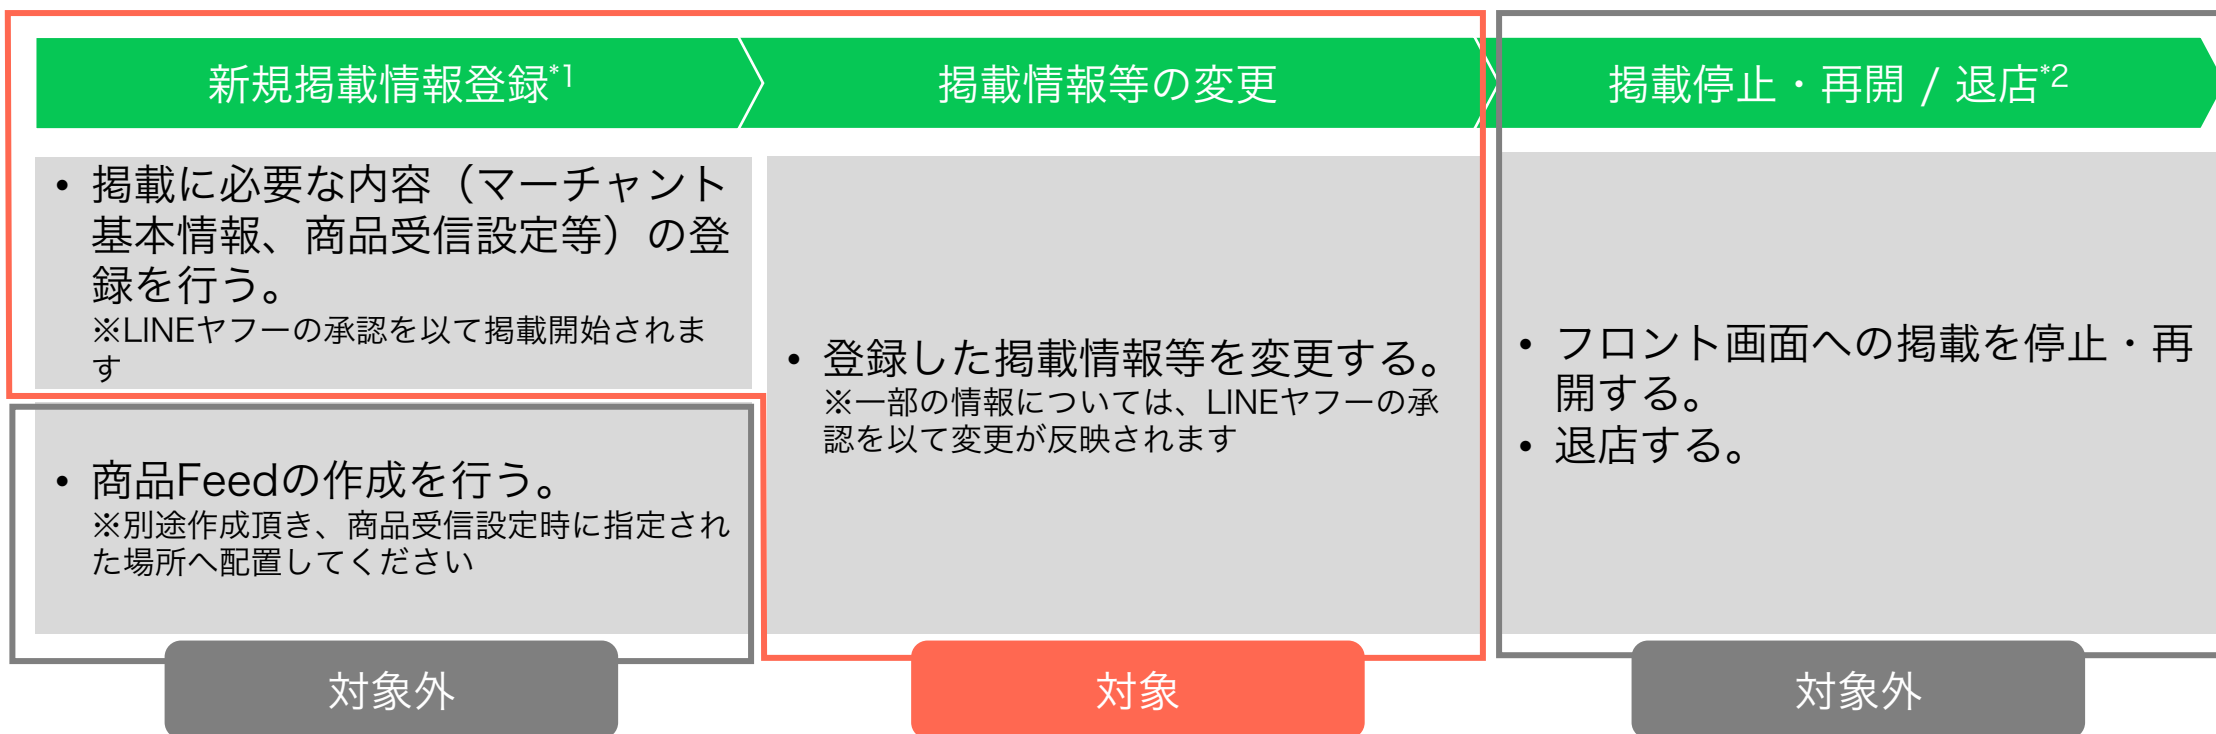 新規掲載情報登録*1
掲載情報等の変更
掲載停止・再開 / 退店*2
• 掲載に必要な内容（マーチャント
基本情報、商品受信設定等）の登
録を行う。
※LINEヤフーの承認を以て掲載開始されま
す
• 商品Feedの作成を行う。
※別途作成頂き、商品受信設定時に指定され
た場所へ配置してください
• 登録した掲載情報等を変更する。
※一部の情報については、LINEヤフーの承
認を以て変更が反映されます
• フロント画面への掲載を停止・再
開する。
• 退店する。
対象外
対象
対象外